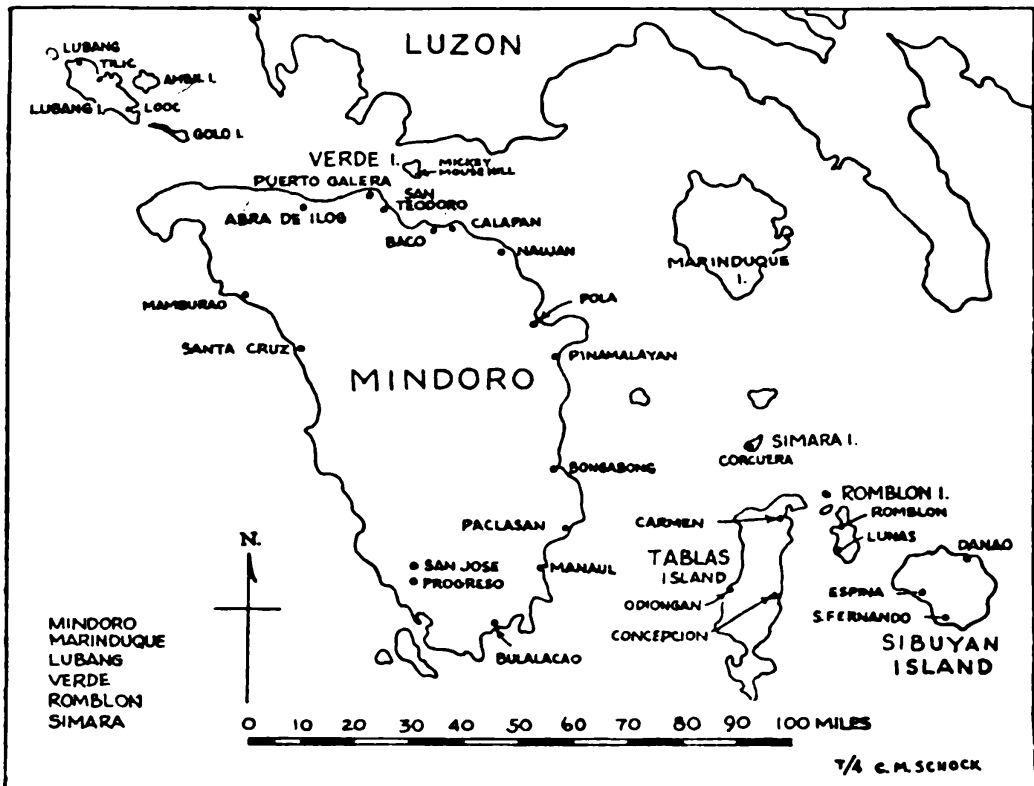 LUZON
LUBANG
TILIC
AMBIL I.
LUBANG I.
LOOC
GOLO I.
VERDE I.
MICKEY
MOUSE HILL
PUERTO GALERA
SAN
TEODORO
ABRA DE ILOG
CALAPAN
BACO
NAUJAN
MARINDUQUE
I.
MAMBURAO
POLA
SANTA CRUZ
PINAMALAYAN
MINDORO
SIMARA I.
CORCUERA
BONGABONG
ROMBLON I.
ROMBLON
PACLASAN
CARMEN
LUNAS
DANAO
N.
TABLAS
ISLAND
SAN JOSE
MANAUL
PROGRESO
ESPINA
ODIONGAN
S. FERNANDO
CONCEPCION
SIBUYAN
ISLAND
BULALACAO
MINDORO
MARINDUQUE
LUBANG
VERDE
ROMBLON
SIMARA
0 10 20 30 40 50 60 70 80 90 100 MILES
T/4 C. M. SCHOCK